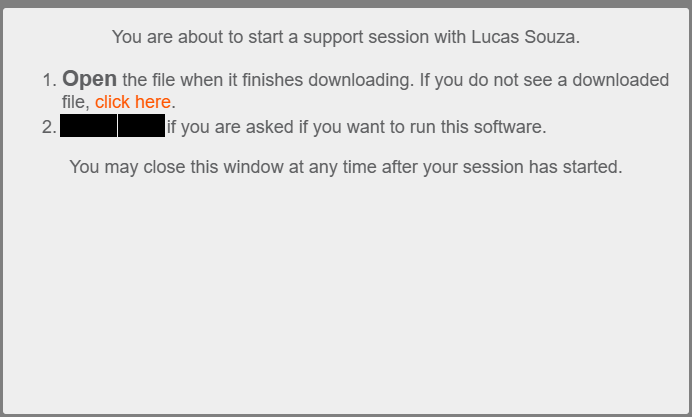 You are about to start a support session with Lucas Souza.
1. Open the file when it finishes downloading. If you do not see a downloaded
file, click here.
2. if you are asked if you want to run this software.
You may close this window at any time after your session has started.